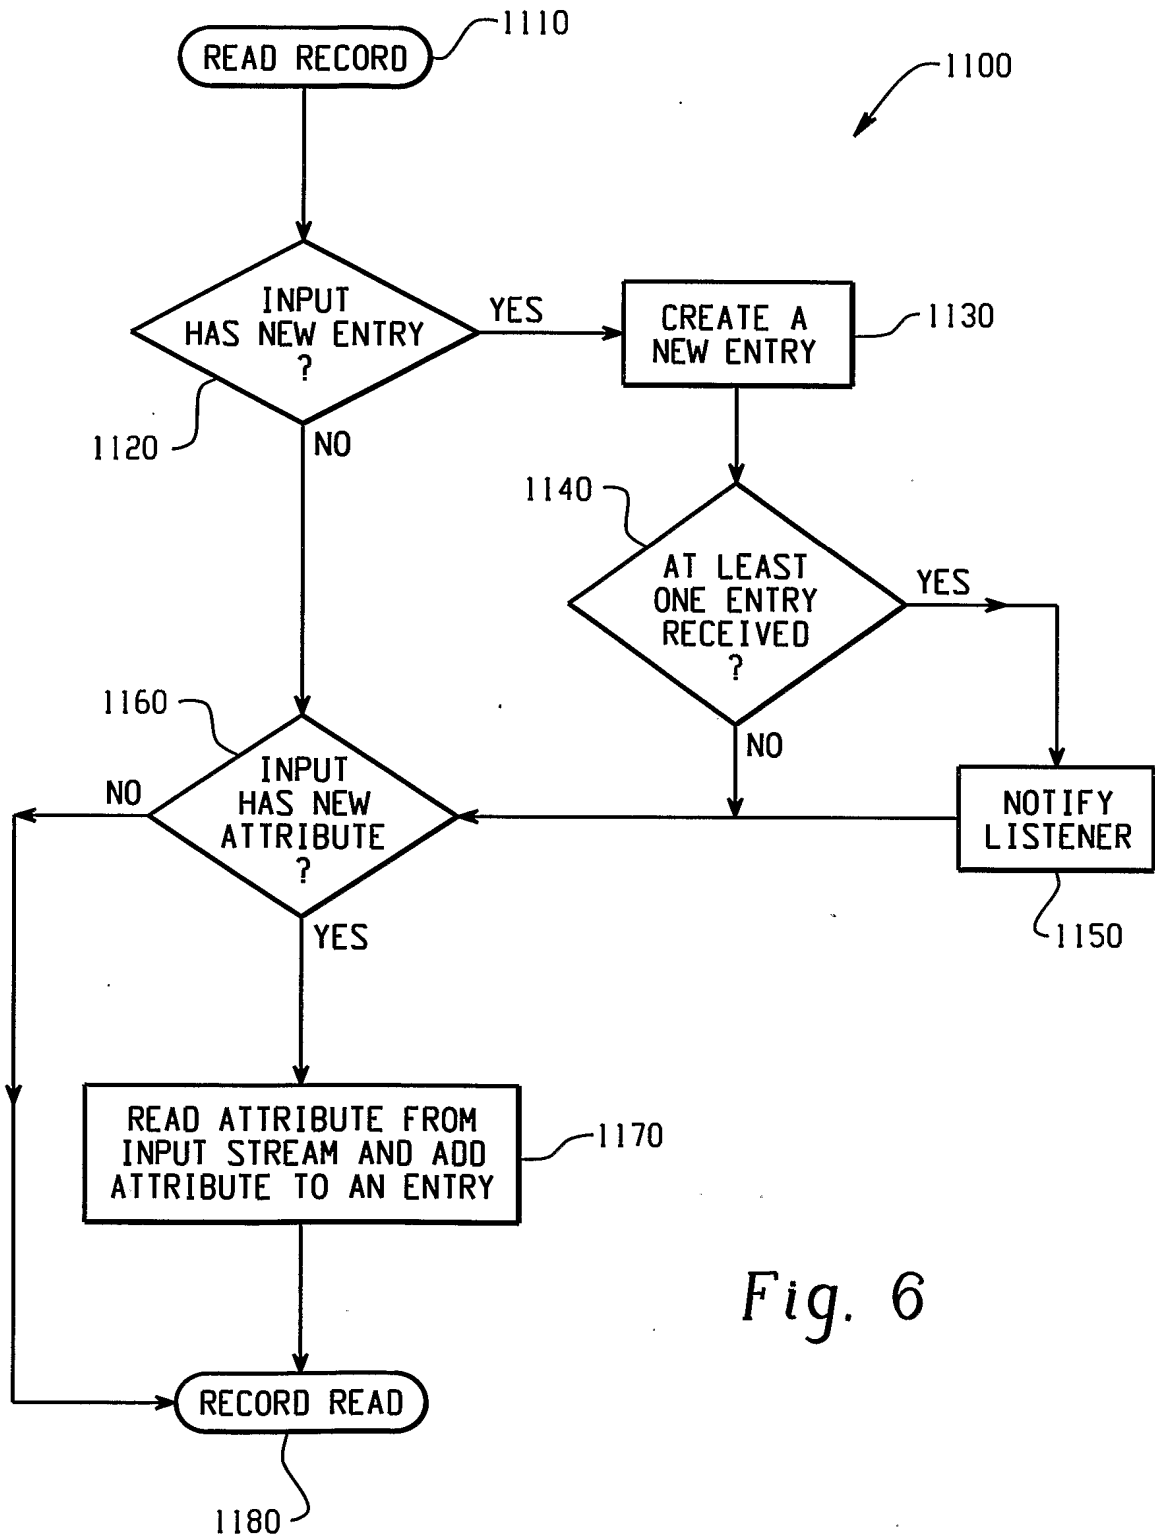 1110
READ RECORD
1100
INPUT
HAS NEW ENTRY
?
YES
CREATE A
NEW ENTRY
1130
1120
NO
1140
AT LEAST
ONE ENTRY
RECEIVED
?
YES
NO
1160
INPUT
HAS NEW
ATTRIBUTE
?
NO
NOTIFY
LISTENER
1150
YES
READ ATTRIBUTE FROM
INPUT STREAM AND ADD
ATTRIBUTE TO AN ENTRY
1170
Fig. 6
RECORD READ
1180